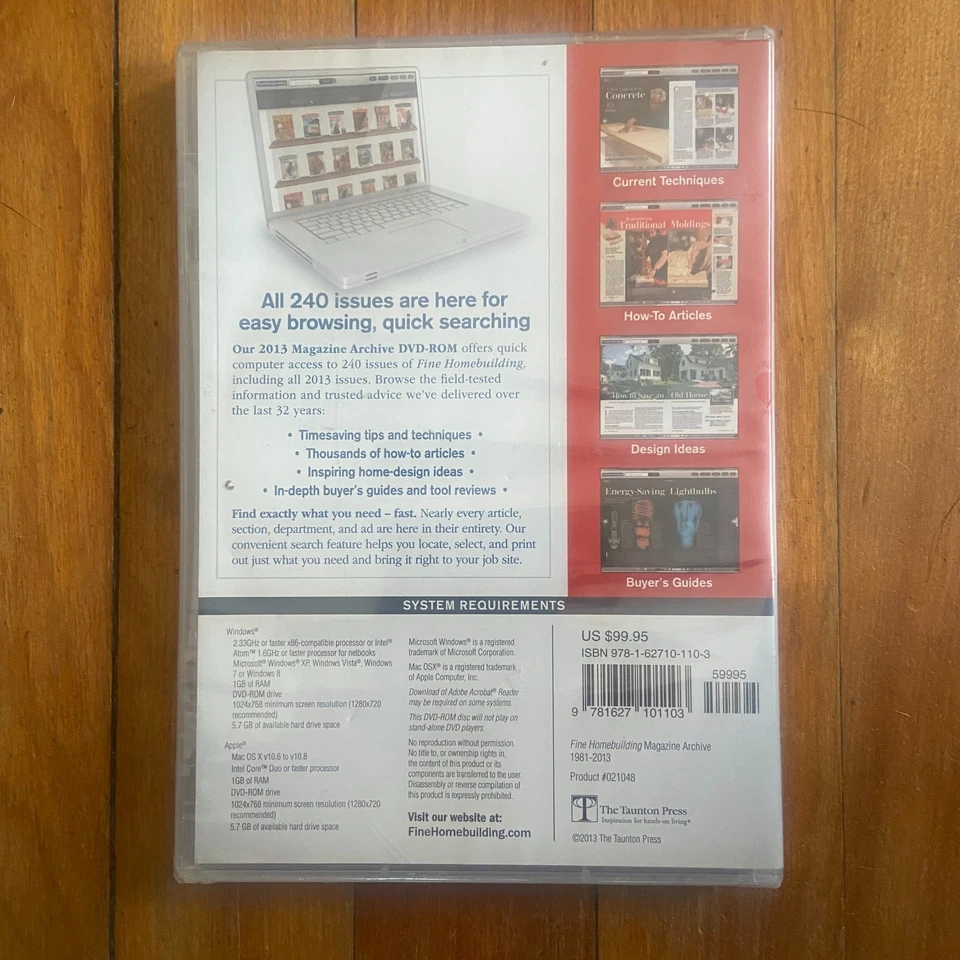 All 240 issues are here for
easy browsing, quick searching
Our 2013 Magazine Archive DVD-ROM offers quick
computer access to 240 issues of Fine Homebuilding,
including all 2013 issues. Browse the field-tested
information and trusted advice we've delivered over
the last 32 years:
• Timesaving tips and techniques •
• Thousands of how-to articles •
• Inspiring home-design ideas •
• In-depth buyer's guides and tool reviews •
Find exactly what you need – fast. Nearly every article,
section, department, and ad are here in their entirety. Our
convenient search feature helps you locate, select, and print
out just what you need and bring it right to your job site.
Concrete
Current Techniques
Traditional Moldings
How-To Articles
How to Save an Old House
Design Ideas
Energy-Saving Lightbulbs
Buyer's Guides
SYSTEM REQUIREMENTS
Windows®
2.33GHz or faster x86-compatible processor or Intel®
Atom™ 1.6GHz or faster processor for netbooks
Microsoft® Windows® XP, Windows Vista®, Windows
7 or Windows 8
1GB of RAM
DVD-ROM drive
1024x768 minimum screen resolution (1280x720
recommended)
5.7 GB of available hard drive space
Apple®
Mac OS X v10.6 to v10.8
Intel Core™ Duo or faster processor
1GB of RAM
DVD-ROM drive
1024x768 minimum screen resolution (1280x720
recommended)
5.7 GB of available hard drive space
Microsoft Windows® is a registered
trademark of Microsoft Corporation.
Mac OSX® is a registered trademark
of Apple Computer, Inc.
Download of Adobe Acrobat® Reader
may be required on some systems.
This DVD-ROM disc will not play on
stand-alone DVD players.
No reproduction without permission.
No title to, or ownership rights in,
the content of this product or its
components are transferred to the user.
Disassembly or reverse compilation of
this product is expressly prohibited.
Visit our website at:
FineHomebuilding.com
US $99.95
ISBN 978-1-62710-110-3
59995
9 781627 101103
Fine Homebuilding Magazine Archive
1981-2013
Product #021048
The Taunton Press
Inspiration for hands-on living®
©2013 The Taunton Press